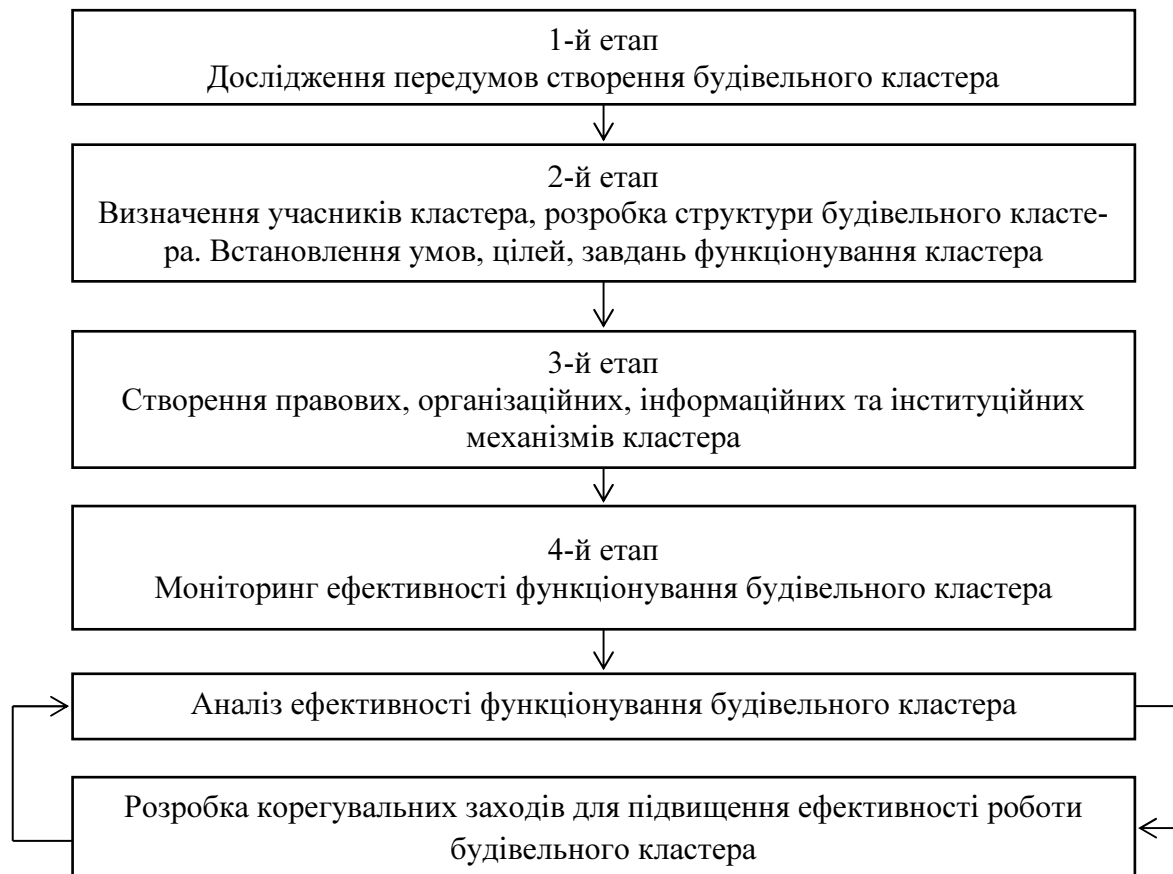 1-й етап
Дослідження передумов створення будівельного кластера
2-й етап
Визначення учасників кластера, розробка структури будівельного класте-
ра. Встановлення умов, цілей, завдань функціонування кластера
3-й етап
Створення правових, організаційних, інформаційних та інституційних
механізмів кластера
4-й етап
Моніторинг ефективності функціонування будівельного кластера
Аналіз ефективності функціонування будівельного кластера
Розробка корегувальних заходів для підвищення ефективності роботи
будівельного кластера